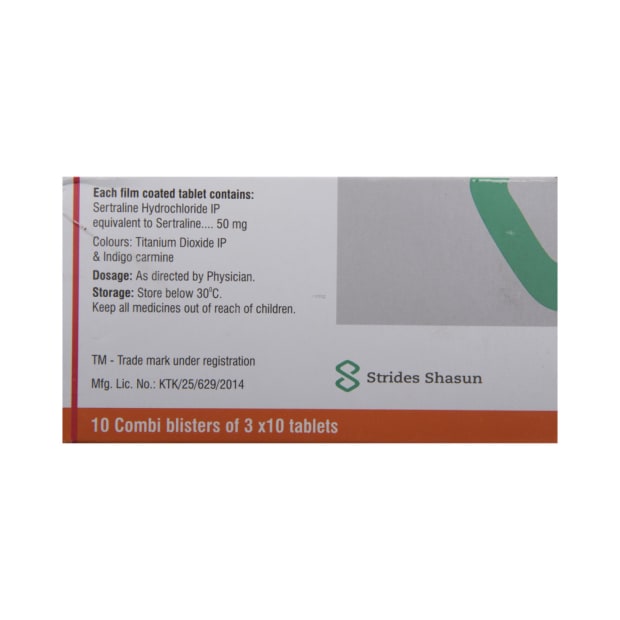 Each film coated tablet contains:
Sertraline Hydrochloride IP
equivalent to Sertraline.... 50 mg
Colours: Titanium Dioxide IP
& Indigo carmine
Dosage: As directed by Physician.
Storage: Store below 30°C.
Keep all medicines out of reach of children.
TM - Trade mark under registration
Mfg. Lic. No.: KTK/25/629/2014
Strides Shasun
10 Combi blisters of 3 x10 tablets